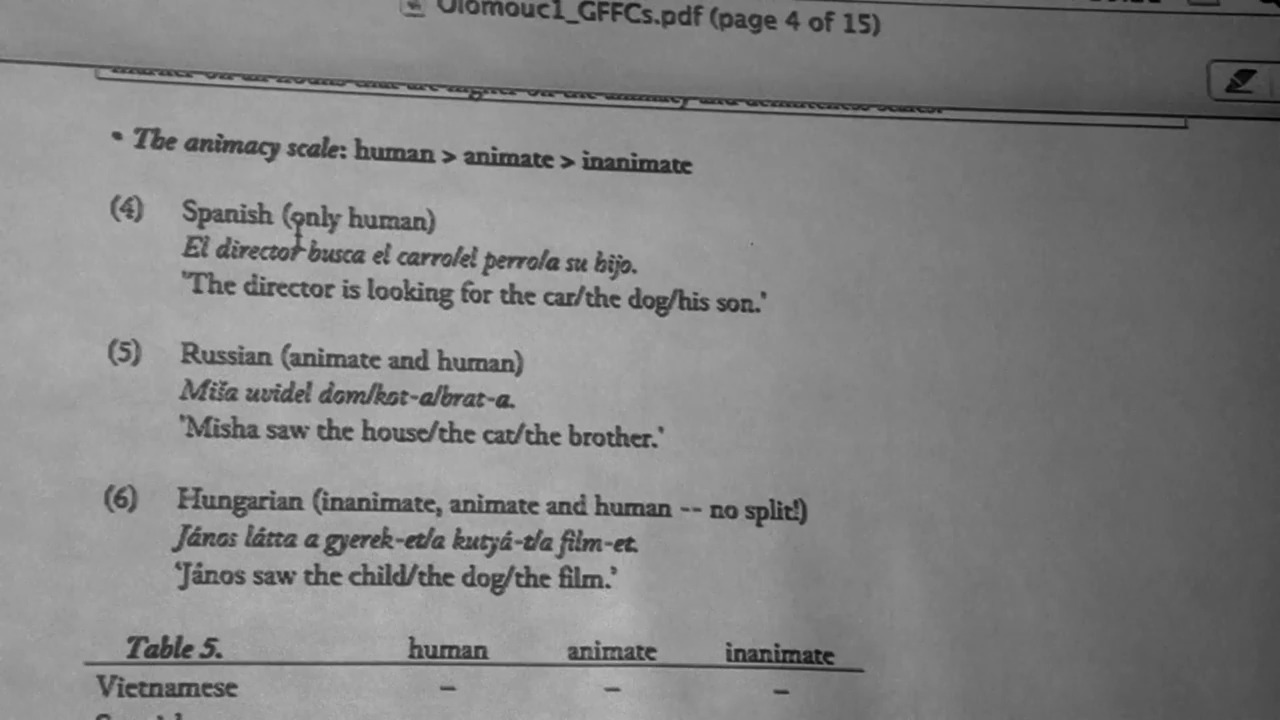 Olomouc1_GFFCs.pdf (page 4 of 15)
• The animacy scale: human > animate > inanimate
(4) Spanish (only human)
El director busca el carro/el perro/a su hijo.
'The director is looking for the car/the dog/his son.'
(5) Russian (animate and human)
Miša uvidel dom/kot-a/brat-a.
'Misha saw the house/the cat/the brother.'
(6) Hungarian (inanimate, animate and human -- no split!)
János látta a gyerek-et/a kutyá-t/a film-et.
'János saw the child/the dog/the film.'
Table 5. human animate inanimate
Vietnamese – – –